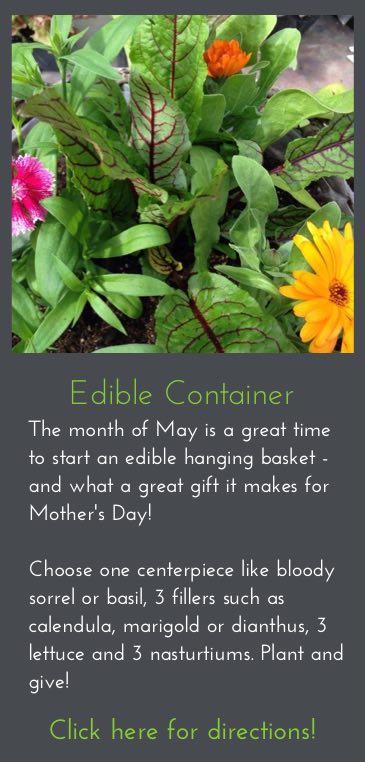 Edible Container
The month of May is a great time
to start an edible hanging basket -
and what a great gift it makes for
Mother's Day!
Choose one centerpiece like bloody
sorrel or basil, 3 fillers such as
calendula, marigold or dianthus, 3
lettuce and 3 nasturtiums. Plant and
give!
Click here for directions!